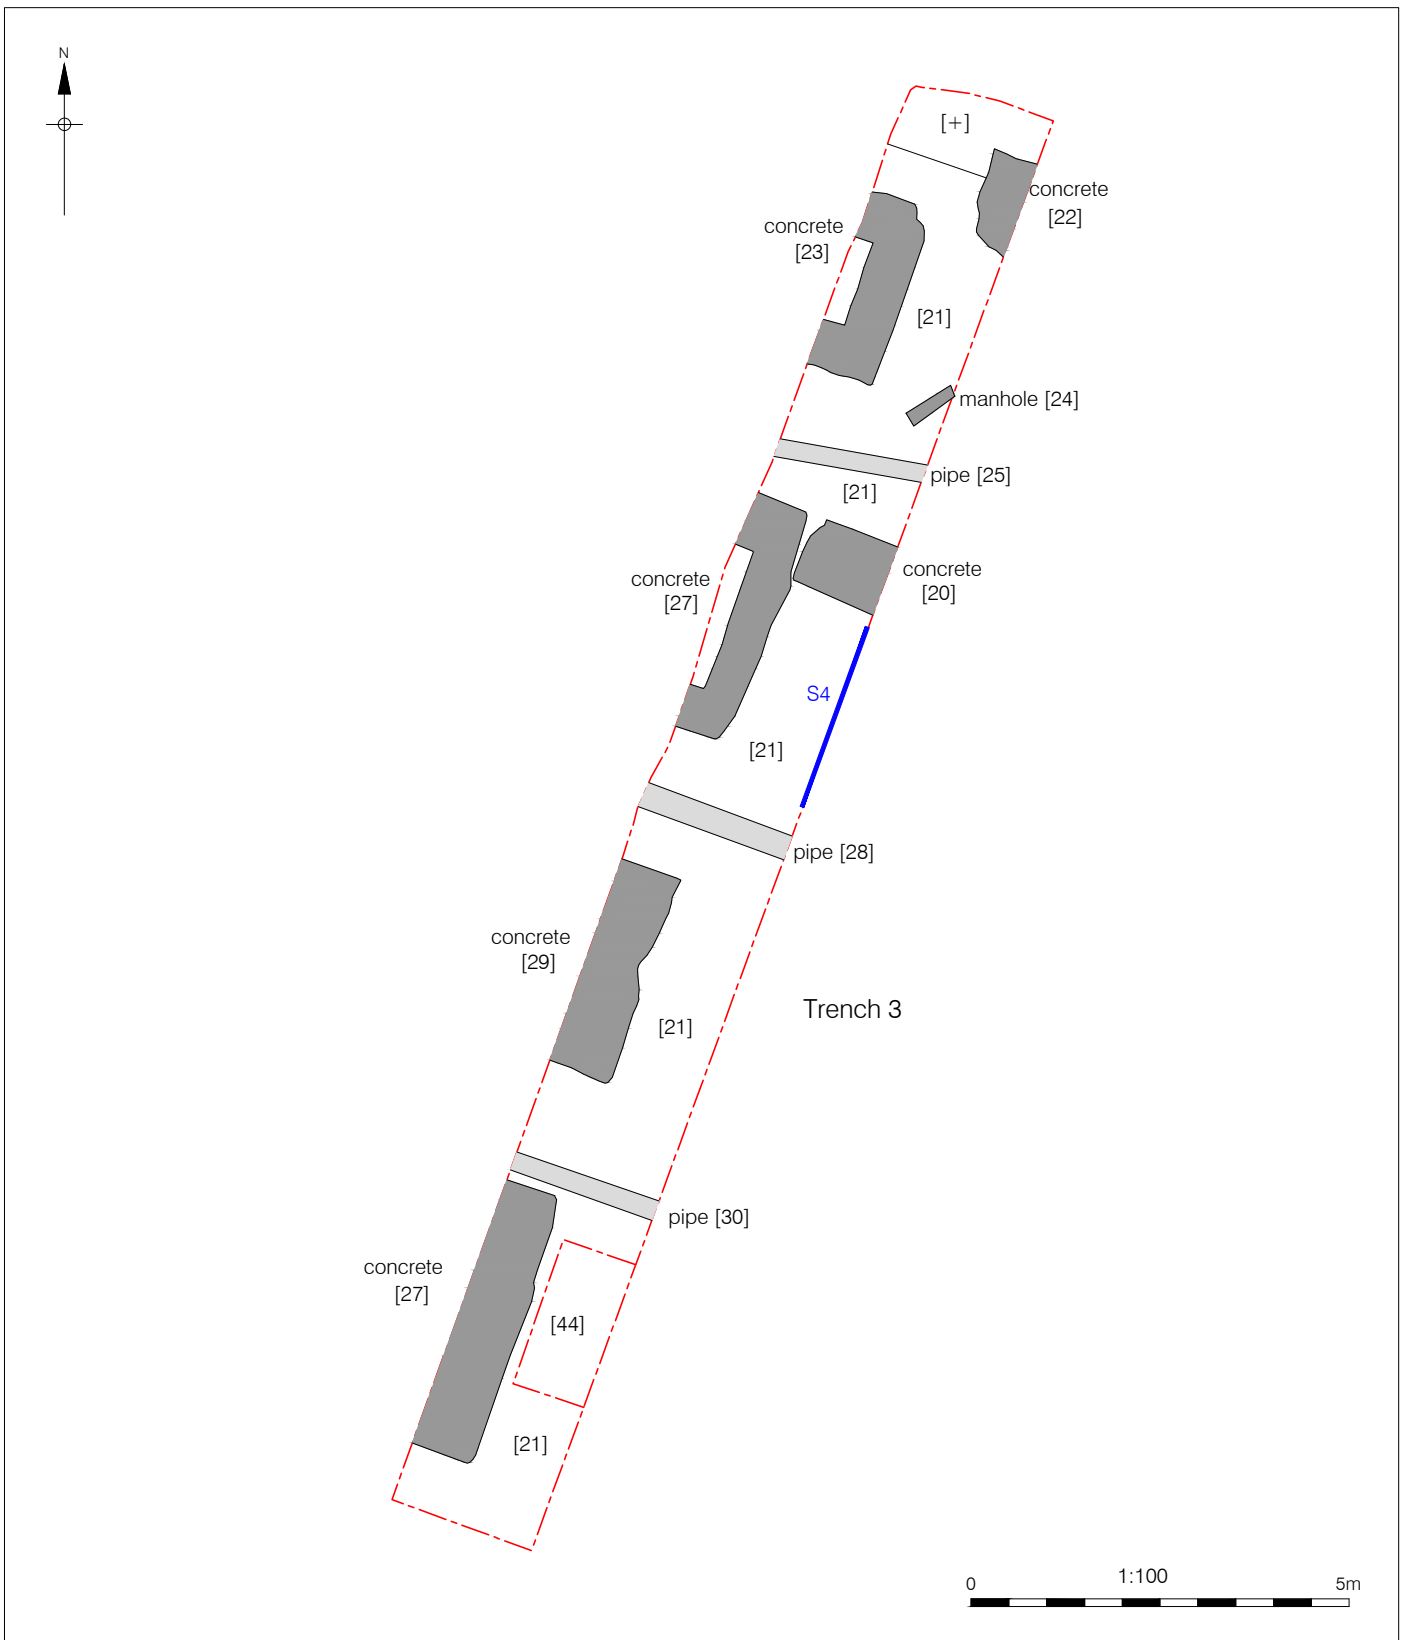 N
[+]
concrete
[22]
concrete
[23]
[21]
manhole [24]
pipe [25]
[21]
concrete
[20]
concrete
[27]
S4
[21]
pipe [28]
concrete
[29]
Trench 3
[21]
pipe [30]
concrete
[27]
[44]
[21]
0 1:100 5m